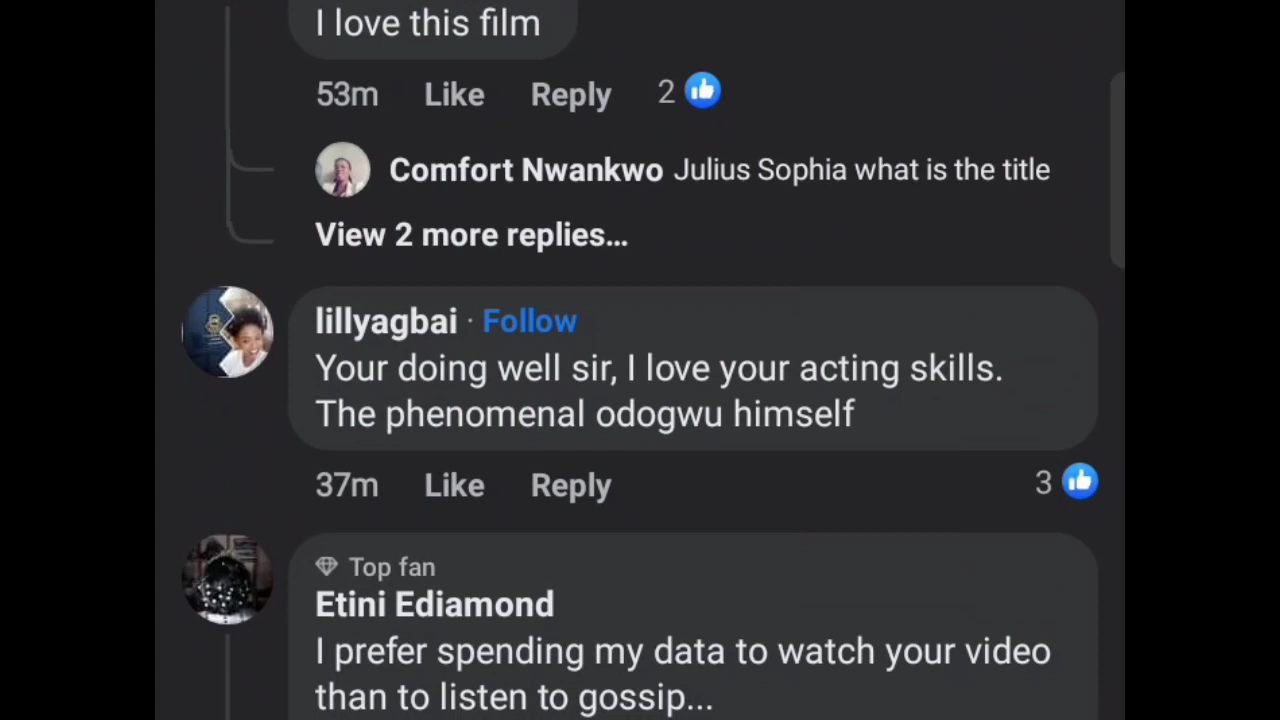 I love this film
53m Like Reply 2
Comfort Nwankwo Julius Sophia what is the title
View 2 more replies...
lillyagbai · Follow
Your doing well sir, I love your acting skills.
The phenomenal odogwu himself
37m Like Reply 3
Top fan
Etini Ediamond
I prefer spending my data to watch your video
than to listen to gossip...